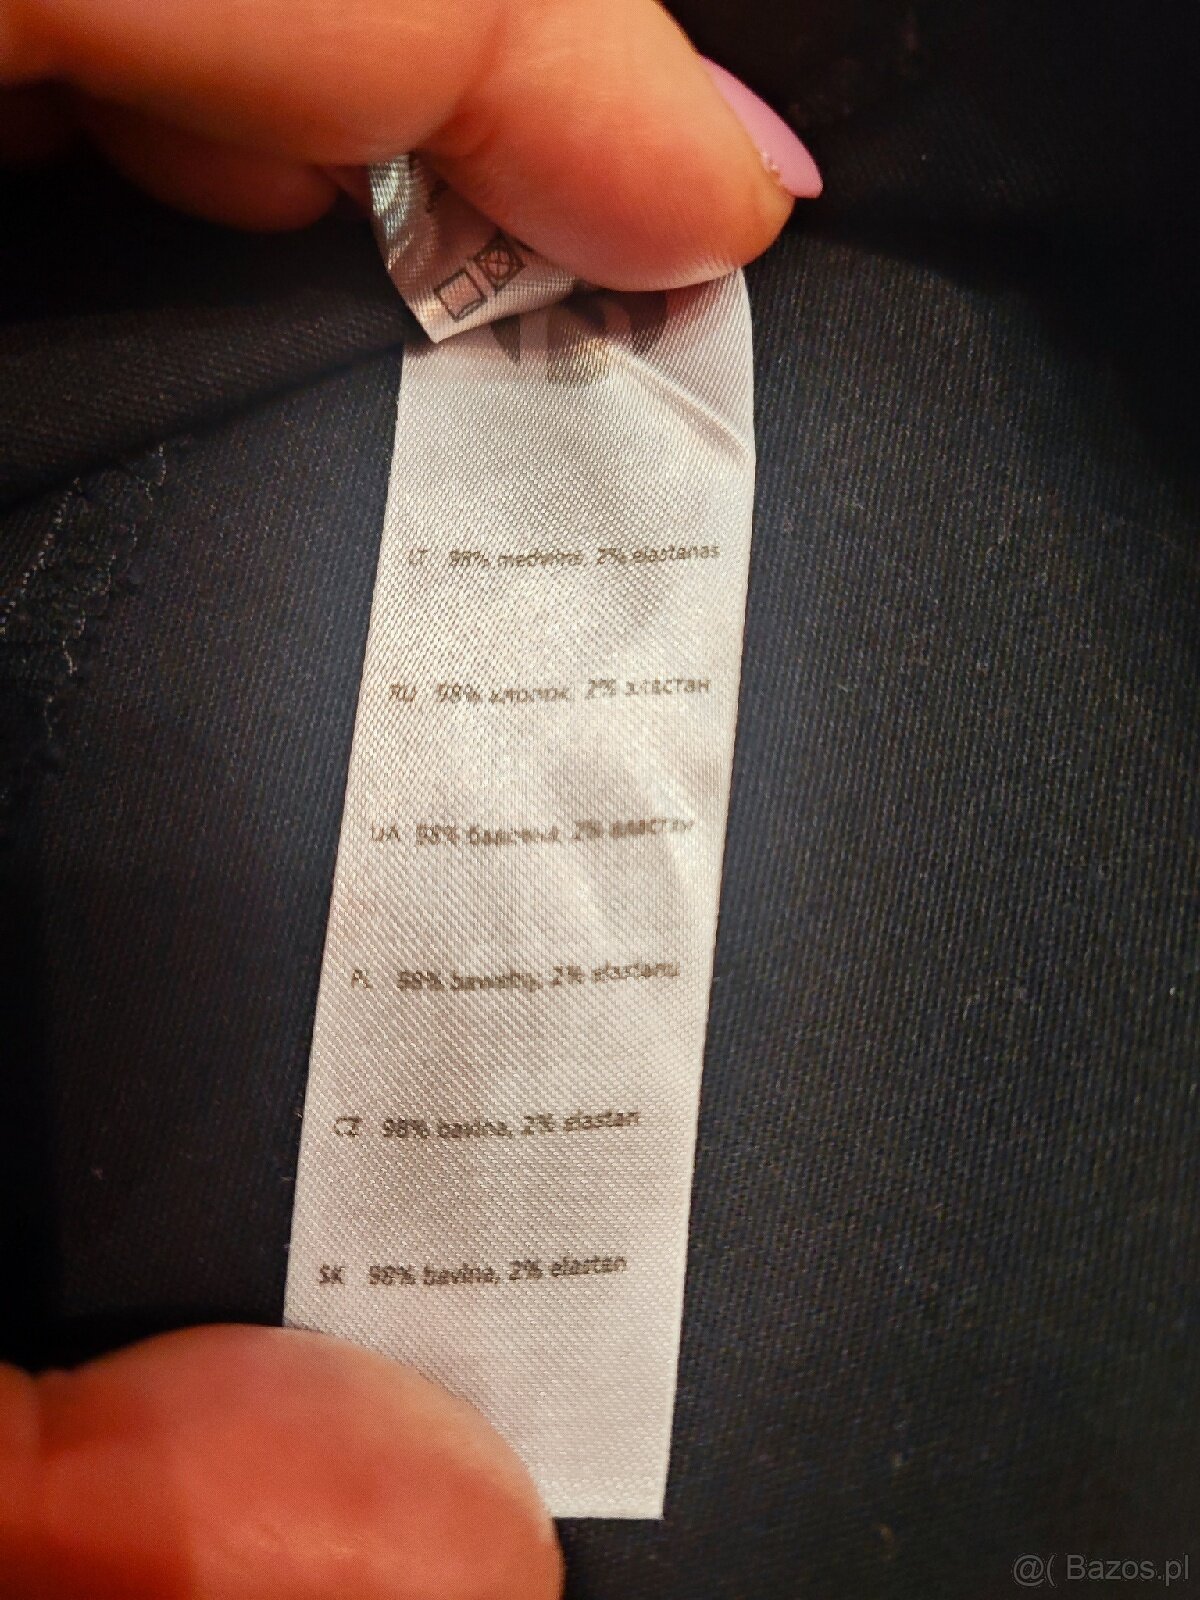 LT 98% medvilnė, 2% elastanas
RU 98% хлопок, 2% эластан
UA 98% бавовна, 2% еластан
PL 98% bawełny, 2% elastanu
CZ 98% bavlna, 2% elastan
SK 98% bavlna, 2% elastan
@( Bazos.pl